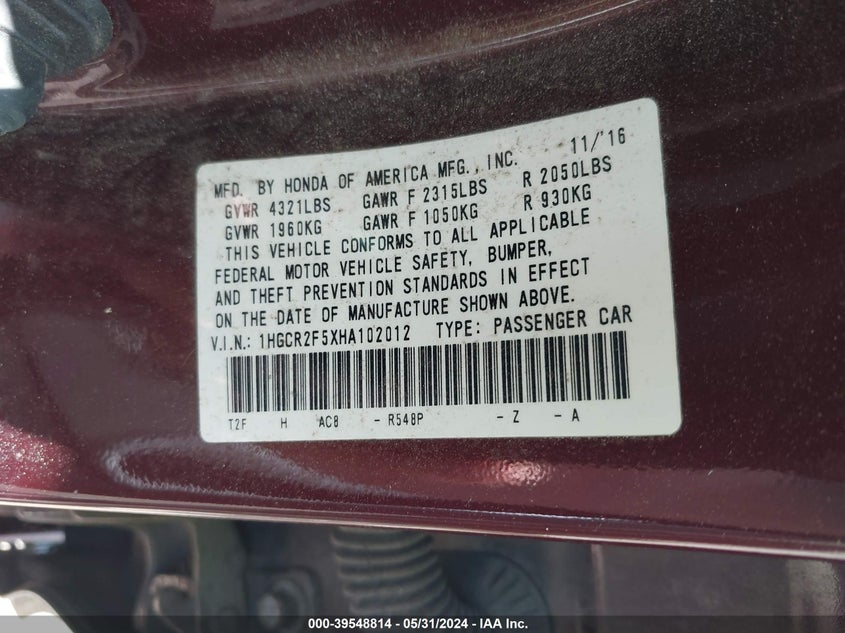 MFD. BY HONDA OF AMERICA MFG., INC. 11/'16
GVWR 4321LBS GAWR F 2315LBS R 2050LBS
GVWR 1960KG GAWR F 1050KG R 930KG
THIS VEHICLE CONFORMS TO ALL APPLICABLE
FEDERAL MOTOR VEHICLE SAFETY, BUMPER,
AND THEFT PREVENTION STANDARDS IN EFFECT
ON THE DATE OF MANUFACTURE SHOWN ABOVE.
V.I.N.: 1HGCR2F5XHA102012 TYPE: PASSENGER CAR
T2F H AC8 - R548P - Z - A
000-39548814 - 05/31/2024 - IAA Inc.